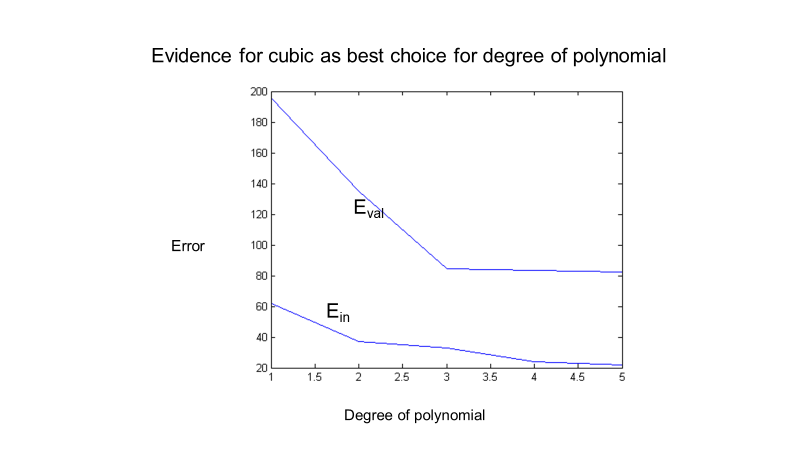 Evidence for cubic as best choice for degree of polynomial
200
180
160
140
120
100
80
60
40
20
Error
Eval
Ein
1 1.5 2 2.5 3 3.5 4 4.5 5
Degree of polynomial